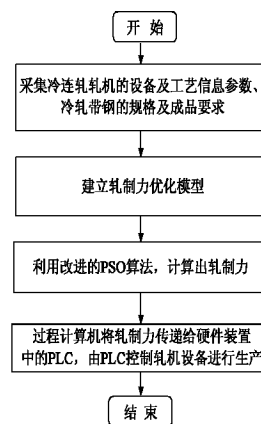 开 始
采集冷连轧轧机的设备及工艺信息参数、
冷轧带钢的规格及成品要求
建立轧制力优化模型
利用改进的PSO算法，计算出轧制力
过程计算机将轧制力传递给硬件装置
中的PLC，由PLC控制轧机设备进行生产
结 束